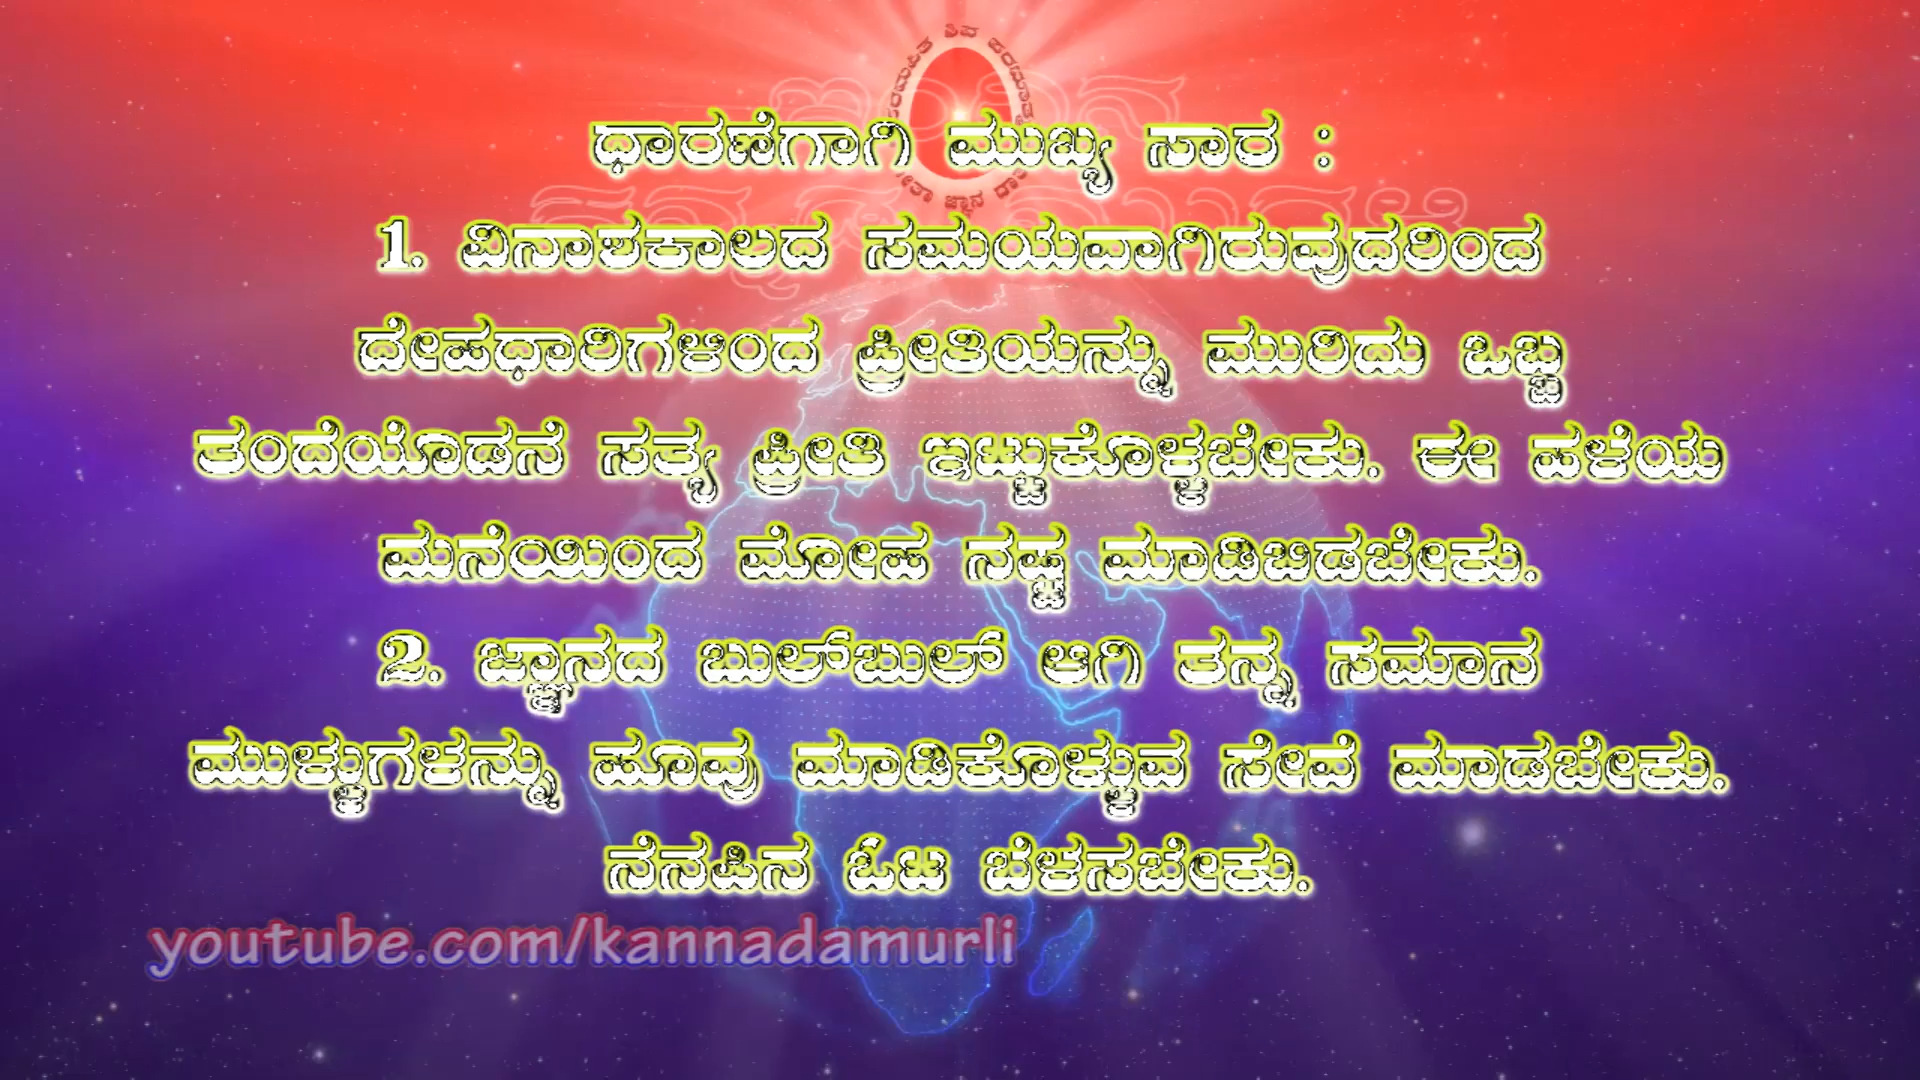 ಧಾರಣೆಗಾಗಿ ಮುಖ್ಯ ಸಾರ :
1. ವಿನಾಶಕಾಲದ ಸಮಯವಾಗಿರುವುದರಿಂದ
ದೇಹಧಾರಿಗಳಿಂದ ಪ್ರೀತಿಯನ್ನು ಮುರಿದು ಒಬ್ಬ
ತಂದೆಯೊಡನೆ ಸತ್ಯ ಪ್ರೀತಿ ಇಟ್ಟುಕೊಳ್ಳಬೇಕು. ಈ ಹಳೆಯ
ಮನೆಯಿಂದ ಮೋಹ ನಷ್ಟ ಮಾಡಿಬಿಡಬೇಕು.
2. ಜ್ಞಾನದ ಬುಲ್‌ಬುಲ್ ಆಗಿ ತನ್ನ ಸಮಾನ
ಮುಳ್ಳುಗಳನ್ನು ಹೂವು ಮಾಡಿಕೊಳ್ಳುವ ಸೇವೆ ಮಾಡಬೇಕು.
ನೆನಪಿನ ಓಟ ಬೆಳಸಬೇಕು.
youtube.com/kannadamurli